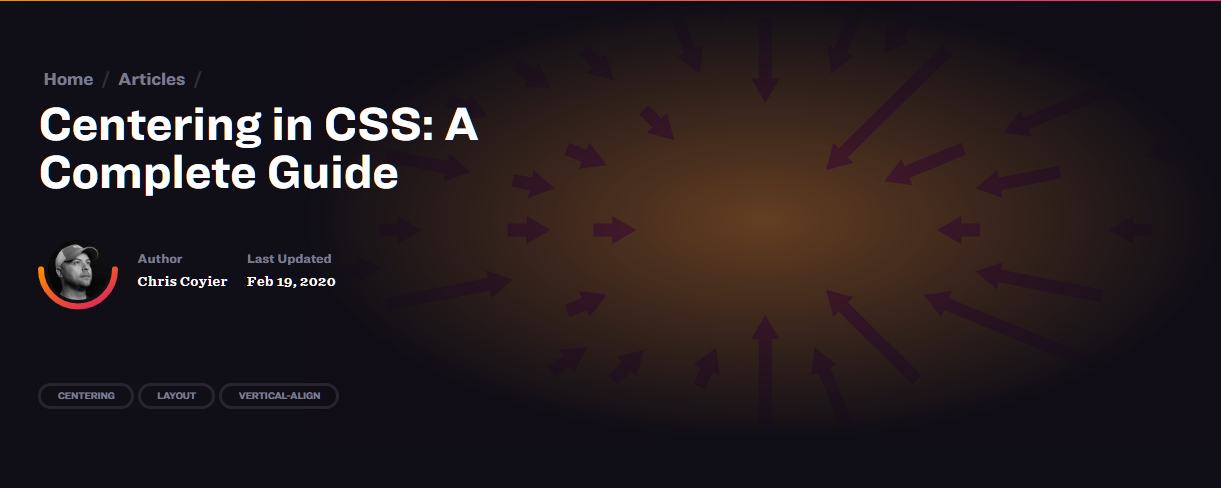 Home / Articles /
Centering in CSS: A
Complete Guide
Author
Chris Coyier
Last Updated
Feb 19, 2020
CENTERING
LAYOUT
VERTICAL-ALIGN